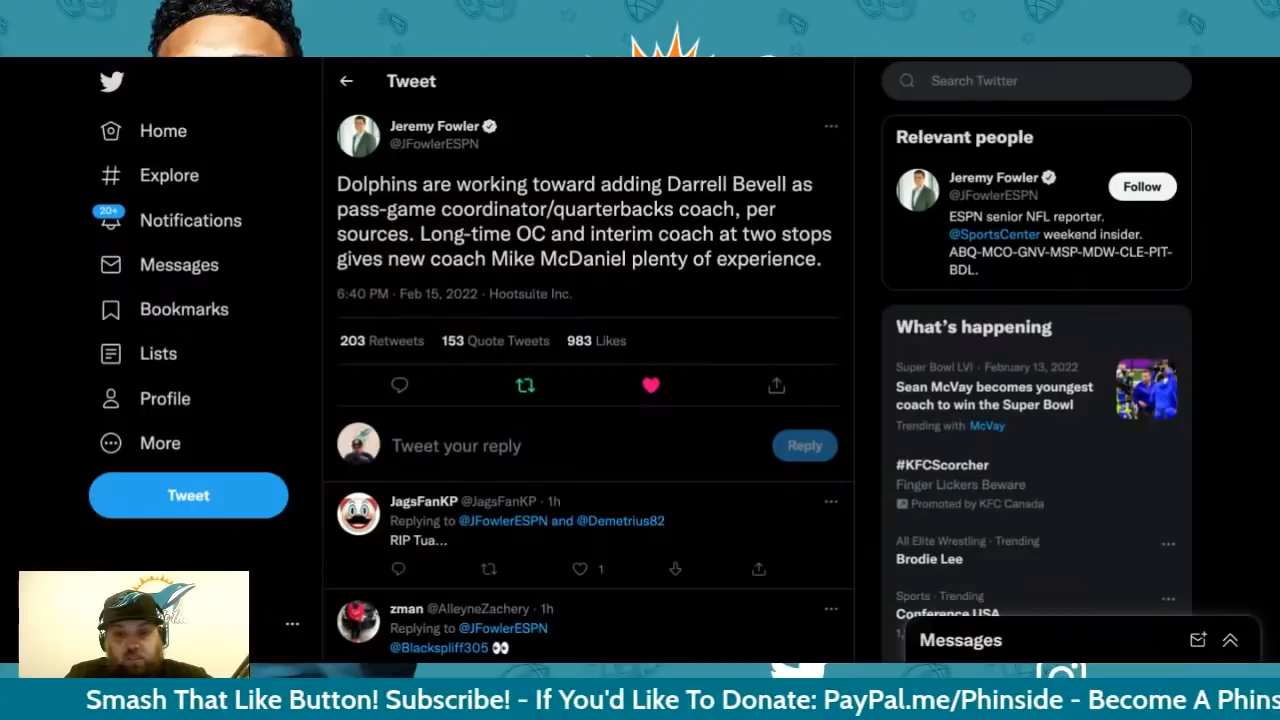 Tweet
Search Twitter
Home
Explore
20+
Notifications
Messages
Bookmarks
Lists
Profile
More
Tweet
Jeremy Fowler
@JFowlerESPN
Dolphins are working toward adding Darrell Bevell as
pass-game coordinator/quarterbacks coach, per
sources. Long-time OC and interim coach at two stops
gives new coach Mike McDaniel plenty of experience.
6:40 PM · Feb 15, 2022 · Hootsuite Inc.
203 Retweets 153 Quote Tweets 983 Likes
Tweet your reply
Reply
JagsFanKP @JagsFanKP · 1h
Replying to @JFowlerESPN and @Demetrius82
RIP Tua...
1
zman @AlleyneZachery · 1h
Replying to @JFowlerESPN
@Blackspliff305 👀
Relevant people
Jeremy Fowler
@JFowlerESPN
Follow
ESPN senior NFL reporter.
@SportsCenter weekend insider.
ABQ-MCO-GNV-MSP-MDW-CLE-PIT-
BDL.
What's happening
Super Bowl LVI · February 13, 2022
Sean McVay becomes youngest
coach to win the Super Bowl
Trending with McVay
#KFCScorcher
Finger Lickers Beware
Promoted by KFC Canada
All Elite Wrestling · Trending
Brodie Lee
Sports · Trending
Conference USA
Messages
Smash That Like Button! Subscribe! - If You'd Like To Donate: PayPal.me/Phinside - Become A Phins